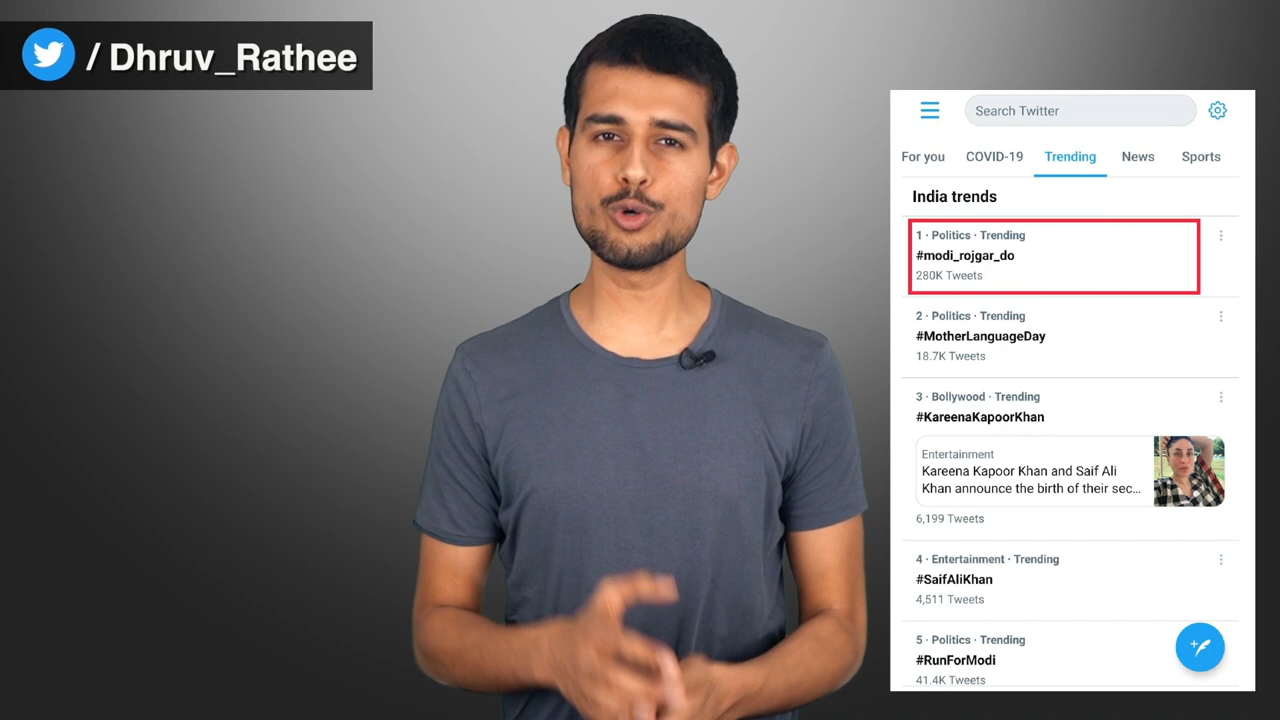 / Dhruv_Rathee
Search Twitter
For you COVID-19 Trending News Sports
India trends
1 · Politics · Trending
#modi_rojgar_do
280K Tweets
2 · Politics · Trending
#MotherLanguageDay
18.7K Tweets
3 · Bollywood · Trending
#KareenaKapoorKhan
Entertainment
Kareena Kapoor Khan and Saif Ali
Khan announce the birth of their sec...
6,199 Tweets
4 · Entertainment · Trending
#SaifAliKhan
4,511 Tweets
5 · Politics · Trending
#RunForModi
41.4K Tweets